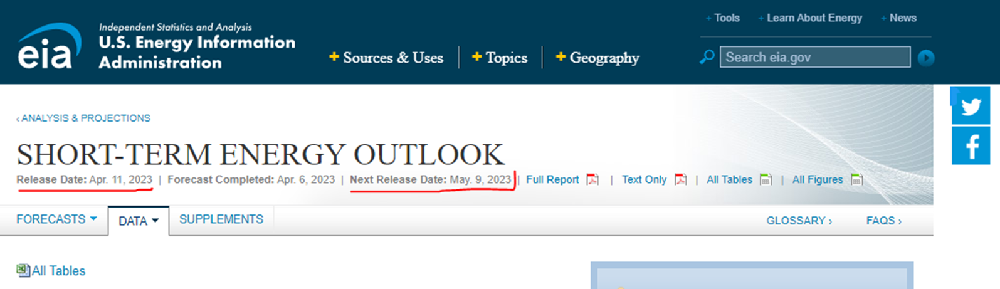 + Tools + Learn About Energy + News
Independent Statistics and Analysis
eia U.S. Energy Information
Administration
+ Sources & Uses + Topics + Geography
Search eia.gov
‹ ANALYSIS & PROJECTIONS
SHORT-TERM ENERGY OUTLOOK
Release Date: Apr. 11, 2023 | Forecast Completed: Apr. 6, 2023 | Next Release Date: May. 9, 2023 | Full Report | Text Only | All Tables | All Figures
FORECASTS DATA SUPPLEMENTS GLOSSARY › FAQS ›
All Tables